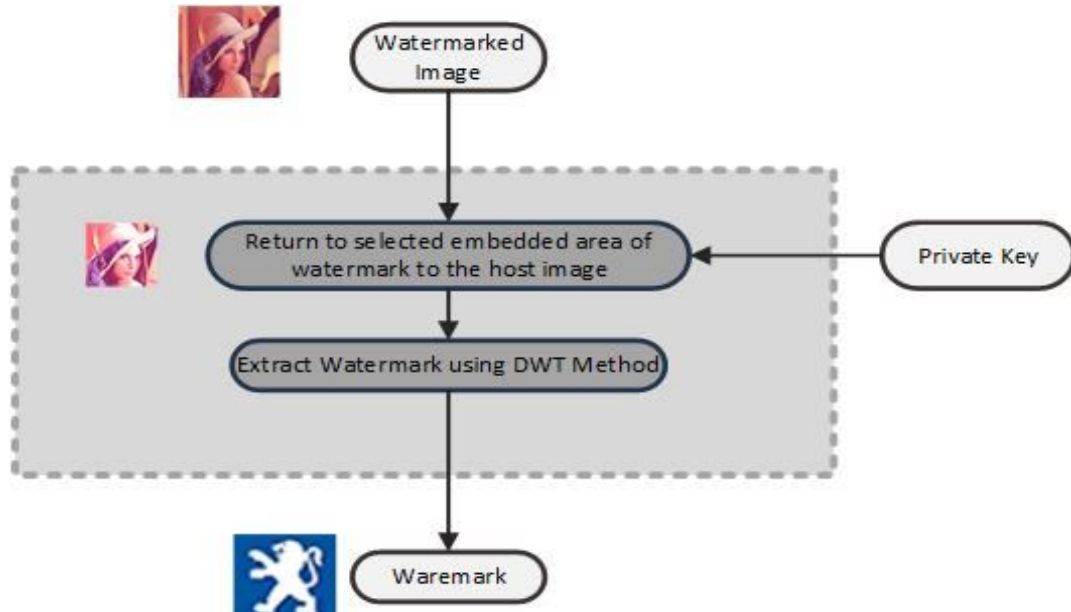 Watermarked
Image
Return to selected embedded area of
watermark to the host image
Private Key
Extract Watermark using DWT Method
Waremark